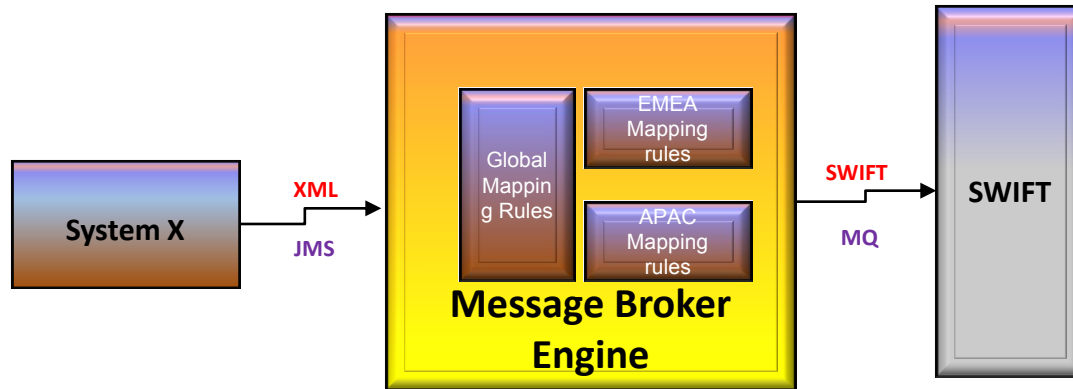 System X
XML
JMS
Global
Mappin
g Rules
EMEA
Mapping
rules
APAC
Mapping
rules
Message Broker
Engine
SWIFT
MQ
SWIFT